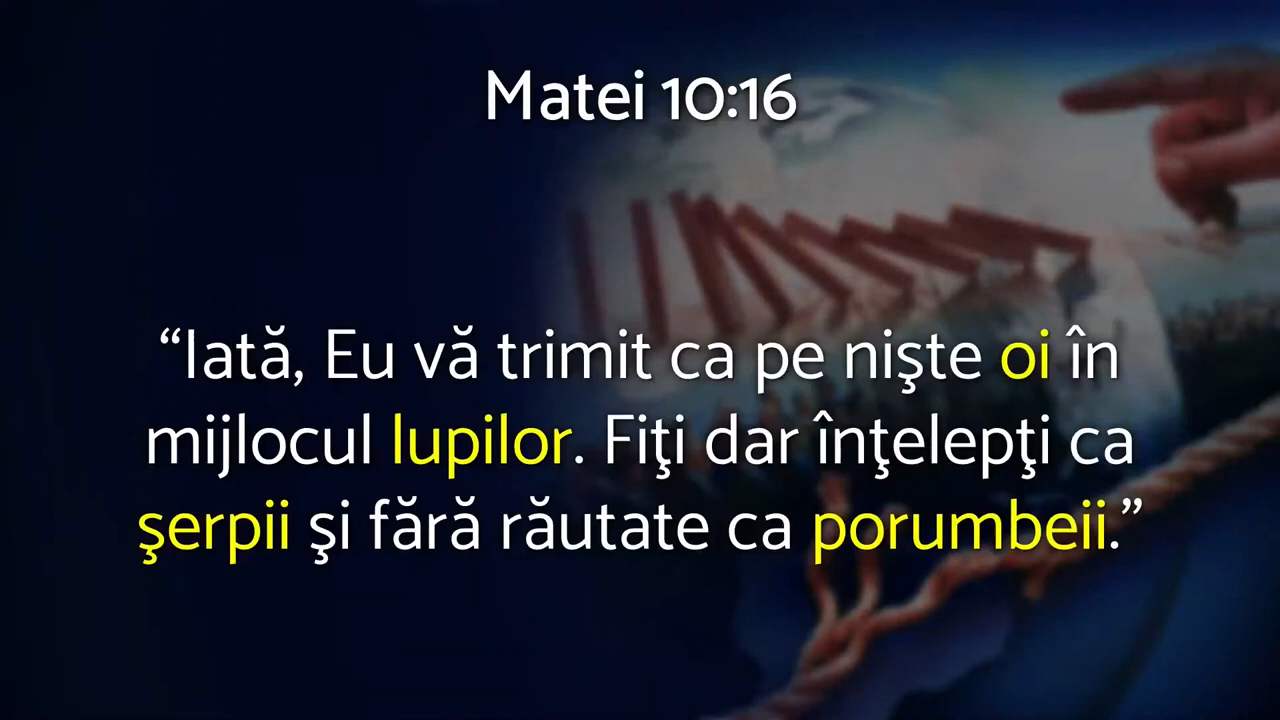 Matei 10:16
“Iată, Eu vă trimit ca pe nişte oi în
mijlocul lupilor. Fiţi dar înţelepţi ca
şerpii şi fără răutate ca porumbeii.”